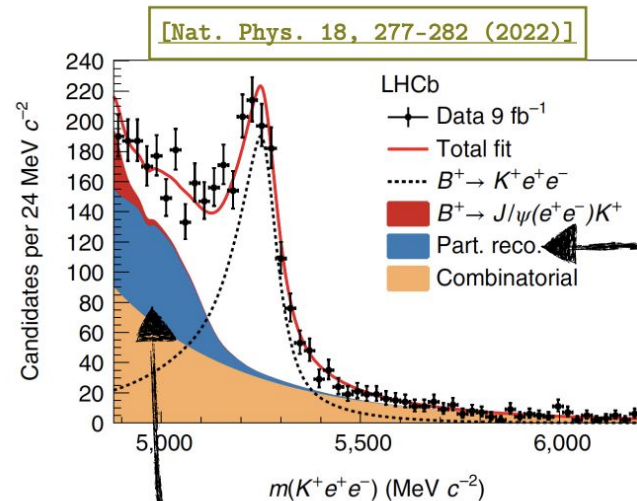 [Nat. Phys. 18, 277-282 (2022)]
LHCb
Data 9 fb⁻¹
Total fit
B⁺→ K⁺e⁺e⁻
B⁺→ J/ψ(e⁺e⁻)K⁺
Part. reco.
Combinatorial
Candidates per 24 MeV c⁻²
240
220
200
180
160
140
120
100
80
60
40
20
0
5,000
5,500
6,000
m(K⁺e⁺e⁻) (MeV c⁻²)